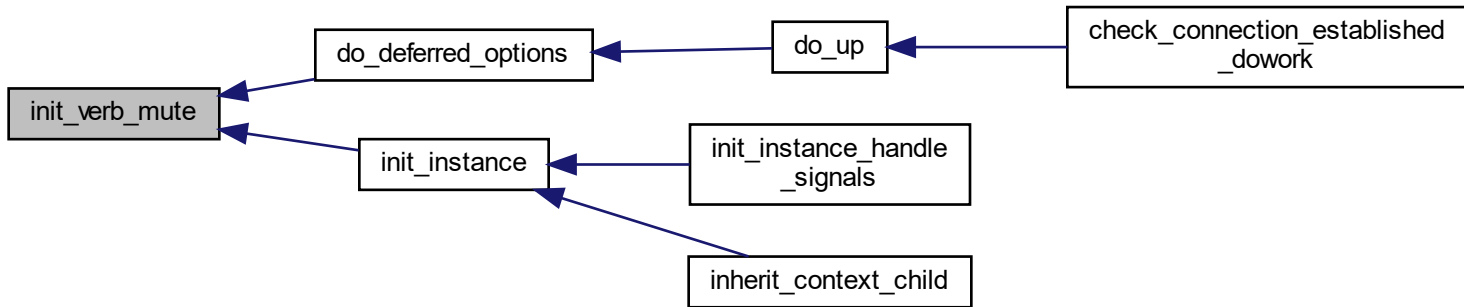 init_verb_mute
do_deferred_options
do_up
check_connection_established
_dowork
init_instance
init_instance_handle
_signals
inherit_context_child